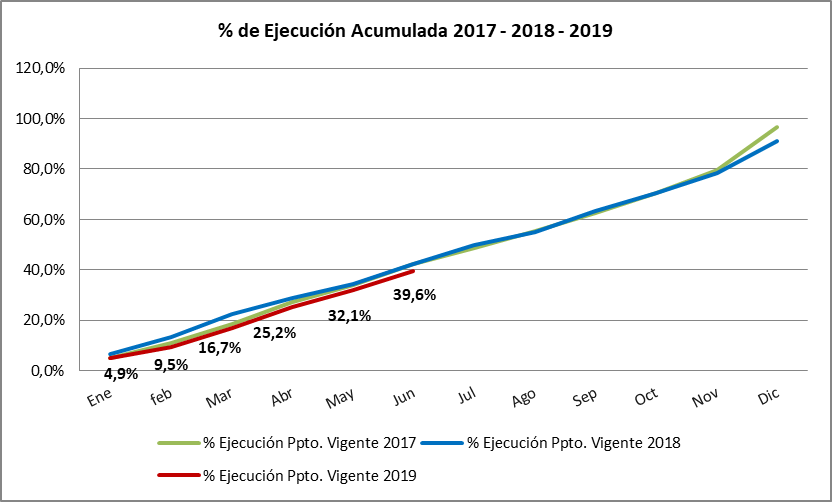 % de Ejecución Acumulada 2017 - 2018 - 2019
120,0%
100,0%
80,0%
60,0%
40,0%
20,0%
0,0%
4,9%
9,5%
16,7%
25,2%
32,1%
39,6%
Ene
feb
Mar
Abr
May
Jun
Jul
Ago
Sep
Oct
Nov
Dic
% Ejecución Ppto. Vigente 2017
% Ejecución Ppto. Vigente 2018
% Ejecución Ppto. Vigente 2019